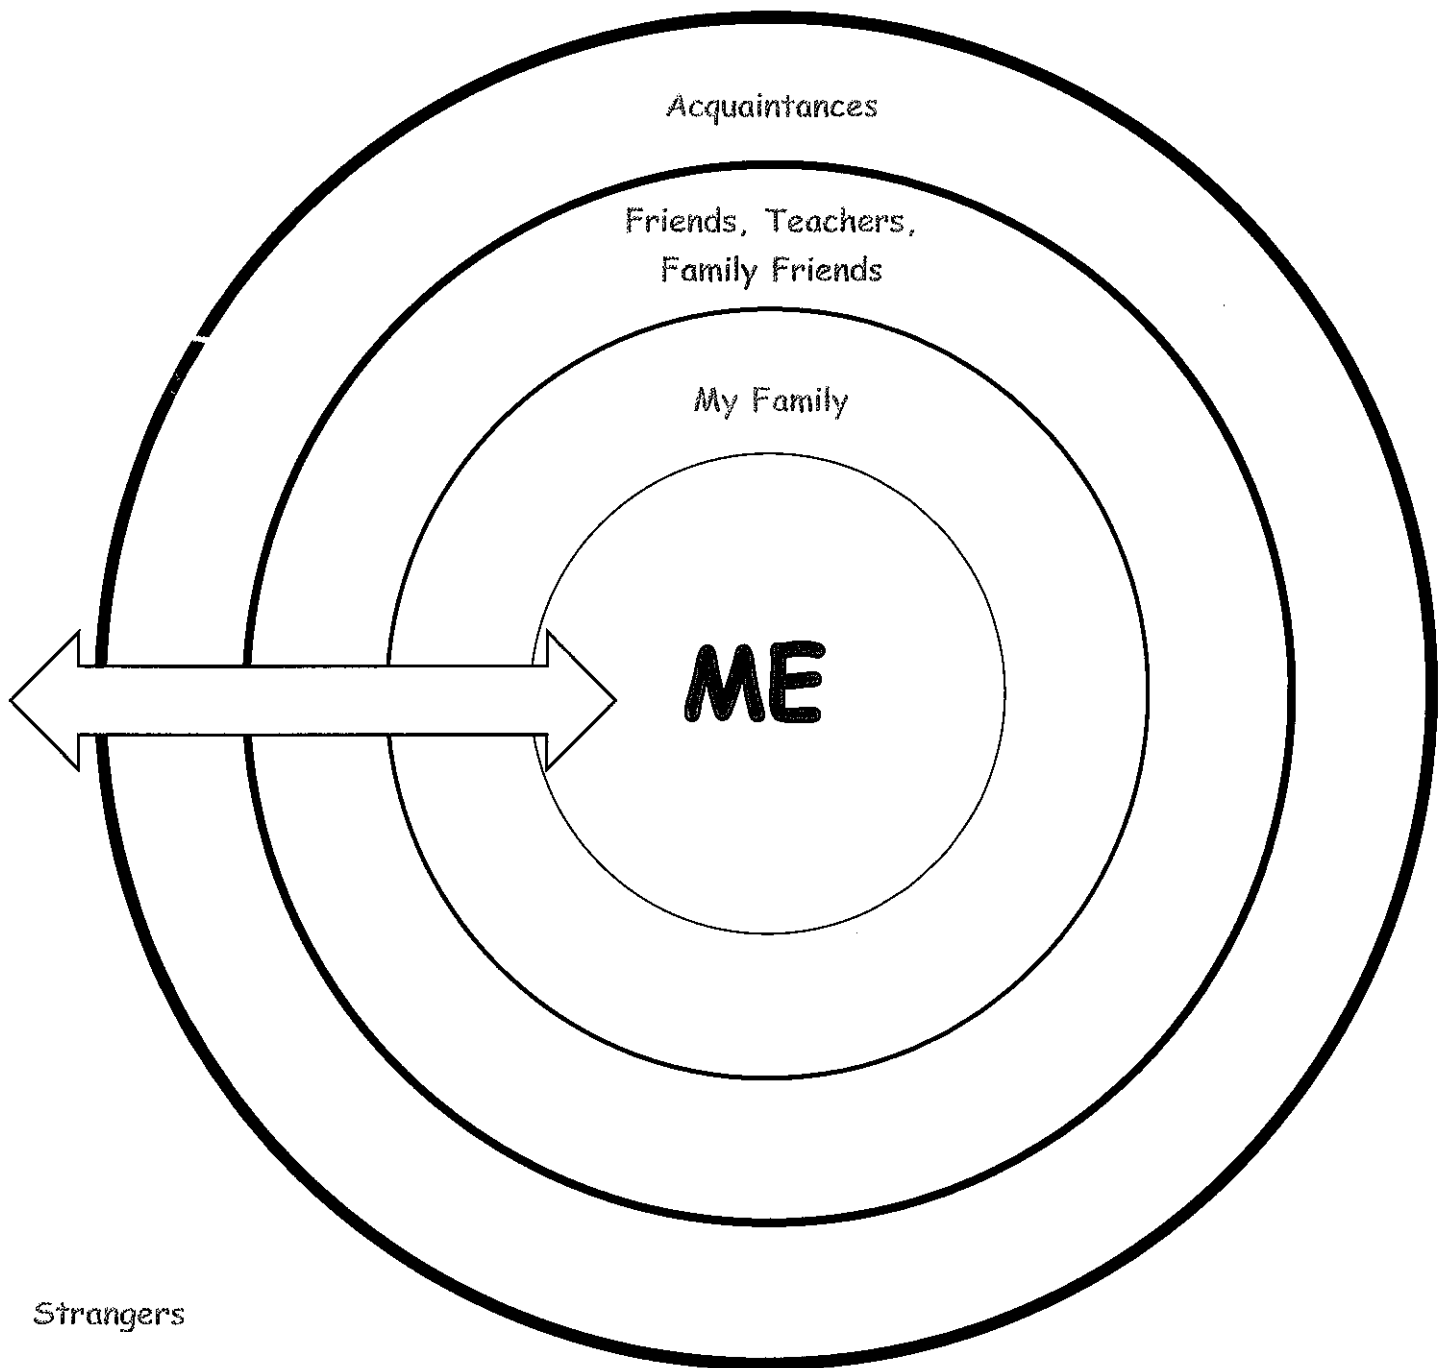 Acquaintances
Friends, Teachers,
Family Friends
My Family
ME
Strangers